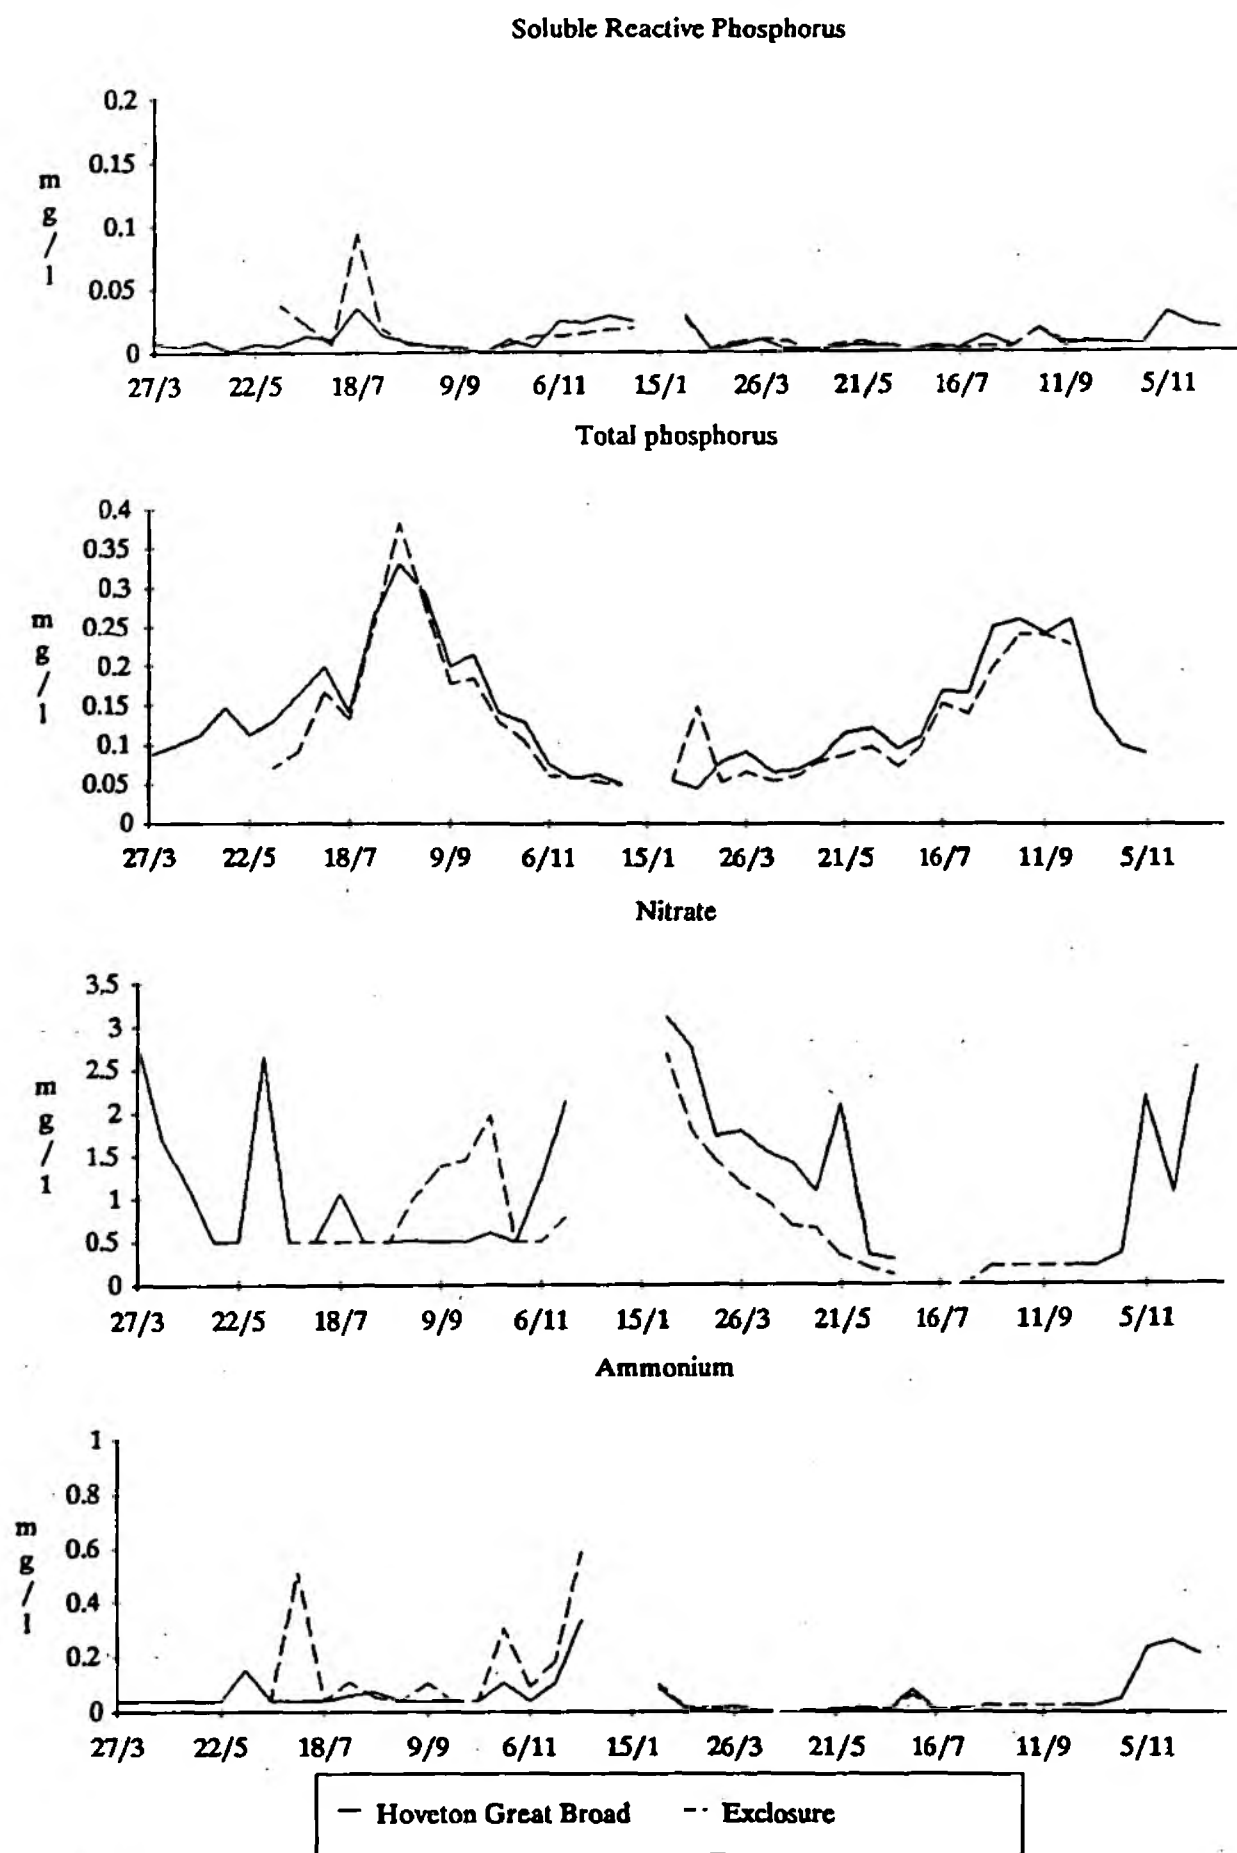 Soluble Reactive Phosphorus
0.2
0.15
0.1
0.05
0
mg/l
27/3 22/5 18/7 9/9 6/11 15/1 26/3 21/5 16/7 11/9 5/11
Total phosphorus
0.4
0.35
0.3
0.25
0.2
0.15
0.1
0.05
0
mg/l
27/3 22/5 18/7 9/9 6/11 15/1 26/3 21/5 16/7 11/9 5/11
Nitrate
3.5
3
2.5
2
1.5
1
0.5
0
mg/l
27/3 22/5 18/7 9/9 6/11 15/1 26/3 21/5 16/7 11/9 5/11
Ammonium
1
0.8
0.6
0.4
0.2
0
mg/l
27/3 22/5 18/7 9/9 6/11 15/1 26/3 21/5 16/7 11/9 5/11
Hoveton Great Broad Exclosure